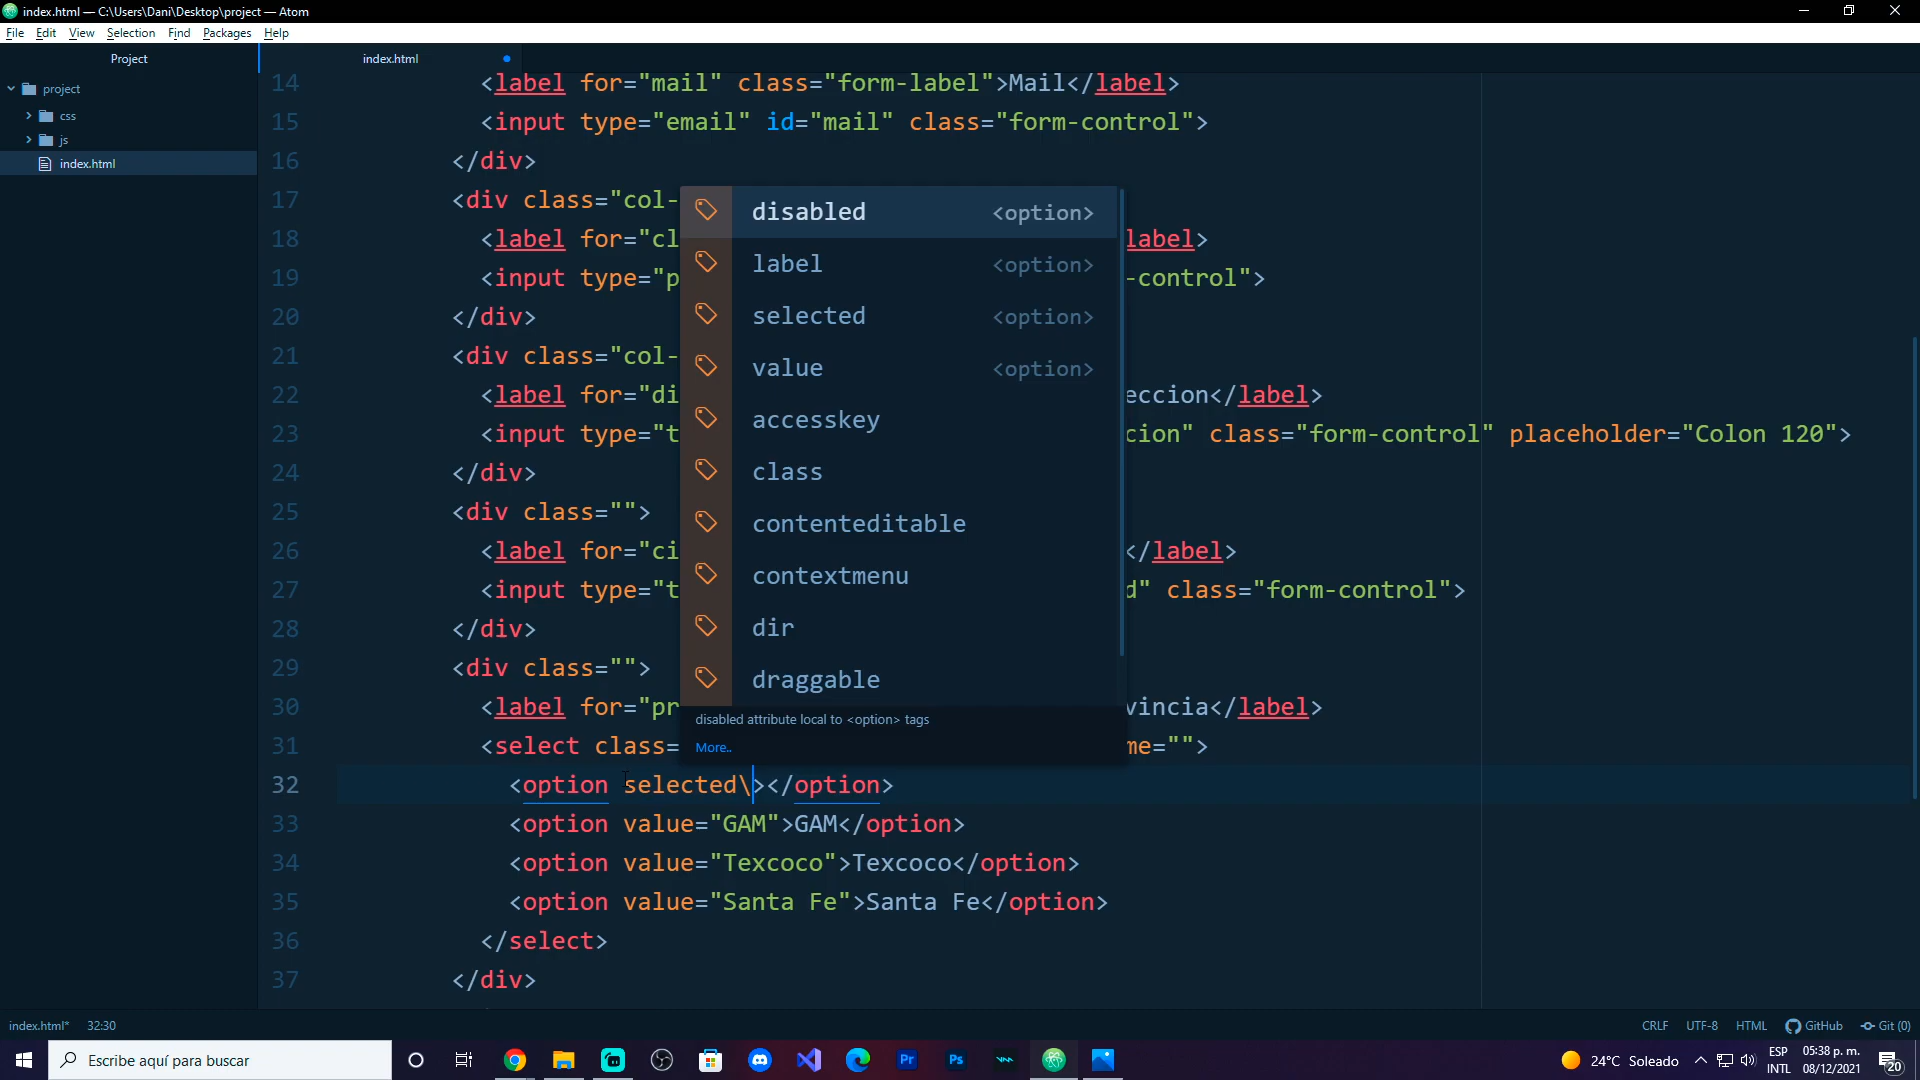 index.html — C:\Users\Dani\Desktop\project — Atom
File Edit View Selection Find Packages Help
Project
project
css
js
index.html
index.html
14 <label for="mail" class="form-label">Mail</label>
15 <input type="email" id="mail" class="form-control">
16 </div>
17 <div class="col-
18 <label for="cl label>
19 <input type="p -control">
20 </div>
21 <div class="col-
22 <label for="di eccion</label>
23 <input type="t cion" class="form-control" placeholder="Colon 120">
24 </div>
25 <div class="">
26 <label for="ci </label>
27 <input type="t d" class="form-control">
28 </div>
29 <div class="">
30 <label for="pr vincia</label>
31 <select class= me="">
32 <option selected\></option>
33 <option value="GAM">GAM</option>
34 <option value="Texcoco">Texcoco</option>
35 <option value="Santa Fe">Santa Fe</option>
36 </select>
37 </div>
disabled <option>
label <option>
selected <option>
value <option>
accesskey
class
contenteditable
contextmenu
dir
draggable
disabled attribute local to <option> tags
More..
index.html* 32:30
CRLF UTF-8 HTML GitHub Git (0)
Escribe aquí para buscar
Pr
Ps
24°C Soleado
ESP
INTL
05:38 p. m.
08/12/2021
20